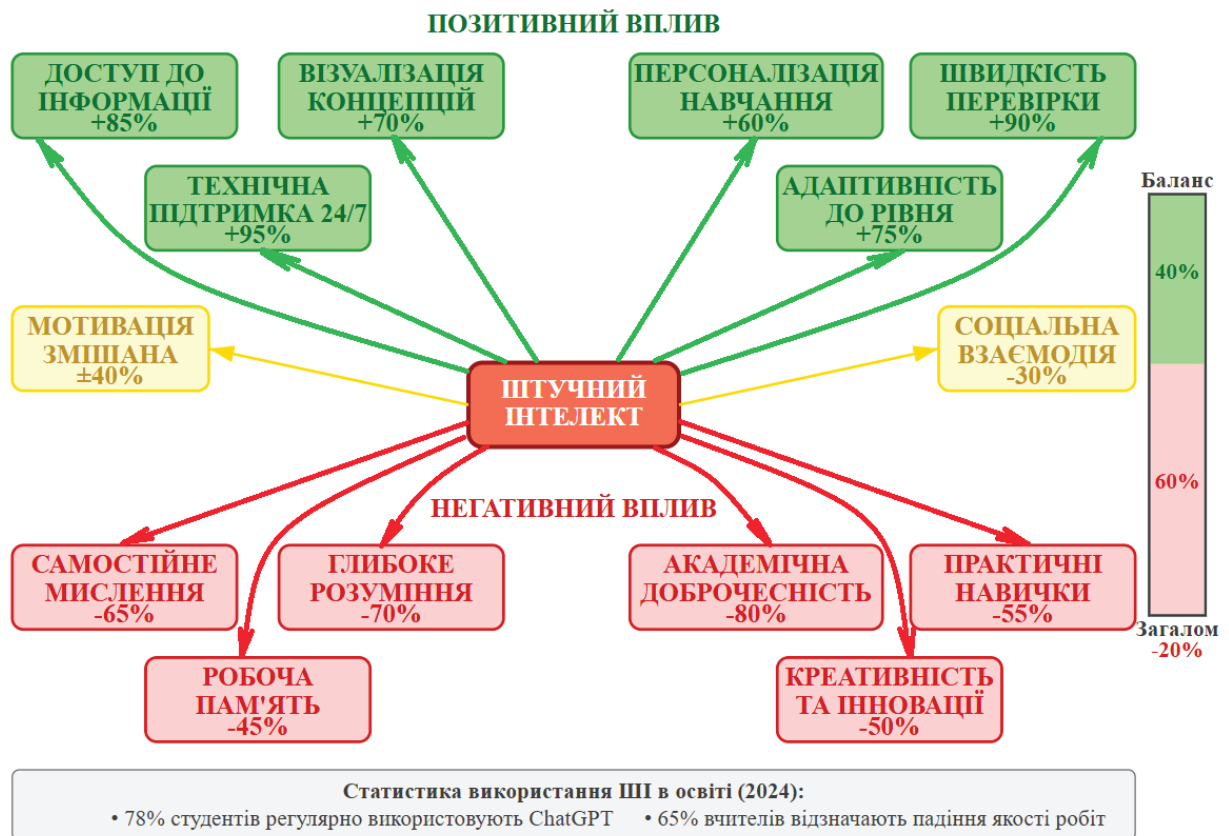 ПОЗИТИВНИЙ ВПЛИВ
ДОСТУП ДО
ІНФОРМАЦІЇ
+85%
ВІЗУАЛІЗАЦІЯ
КОНЦЕПЦІЙ
+70%
ПЕРСОНАЛІЗАЦІЯ
НАВЧАННЯ
+60%
ШВИДКІСТЬ
ПЕРЕВІРКИ
+90%
ТЕХНІЧНА
ПІДТРИМКА 24/7
+95%
АДАПТИВНІСТЬ
ДО РІВНЯ
+75%
Баланс
40%
60%
Загалом
-20%
МОТИВАЦІЯ
ЗМІШАНА
±40%
СОЦІАЛЬНА
ВЗАЄМОДІЯ
-30%
ШТУЧНИЙ
ІНТЕЛЕКТ
НЕГАТИВНИЙ ВПЛИВ
САМОСТІЙНЕ
МИСЛЕННЯ
-65%
ГЛИБОКЕ
РОЗУМІННЯ
-70%
АКАДЕМІЧНА
ДОБРОЧЕСНІСТЬ
-80%
ПРАКТИЧНІ
НАВИЧКИ
-55%
РОБОЧА
ПАМ'ЯТЬ
-45%
КРЕАТИВНІСТЬ
ТА ІННОВАЦІЇ
-50%
Статистика використання ШІ в освіті (2024):
• 78% студентів регулярно використовують ChatGPT • 65% вчителів відзначають падіння якості робіт